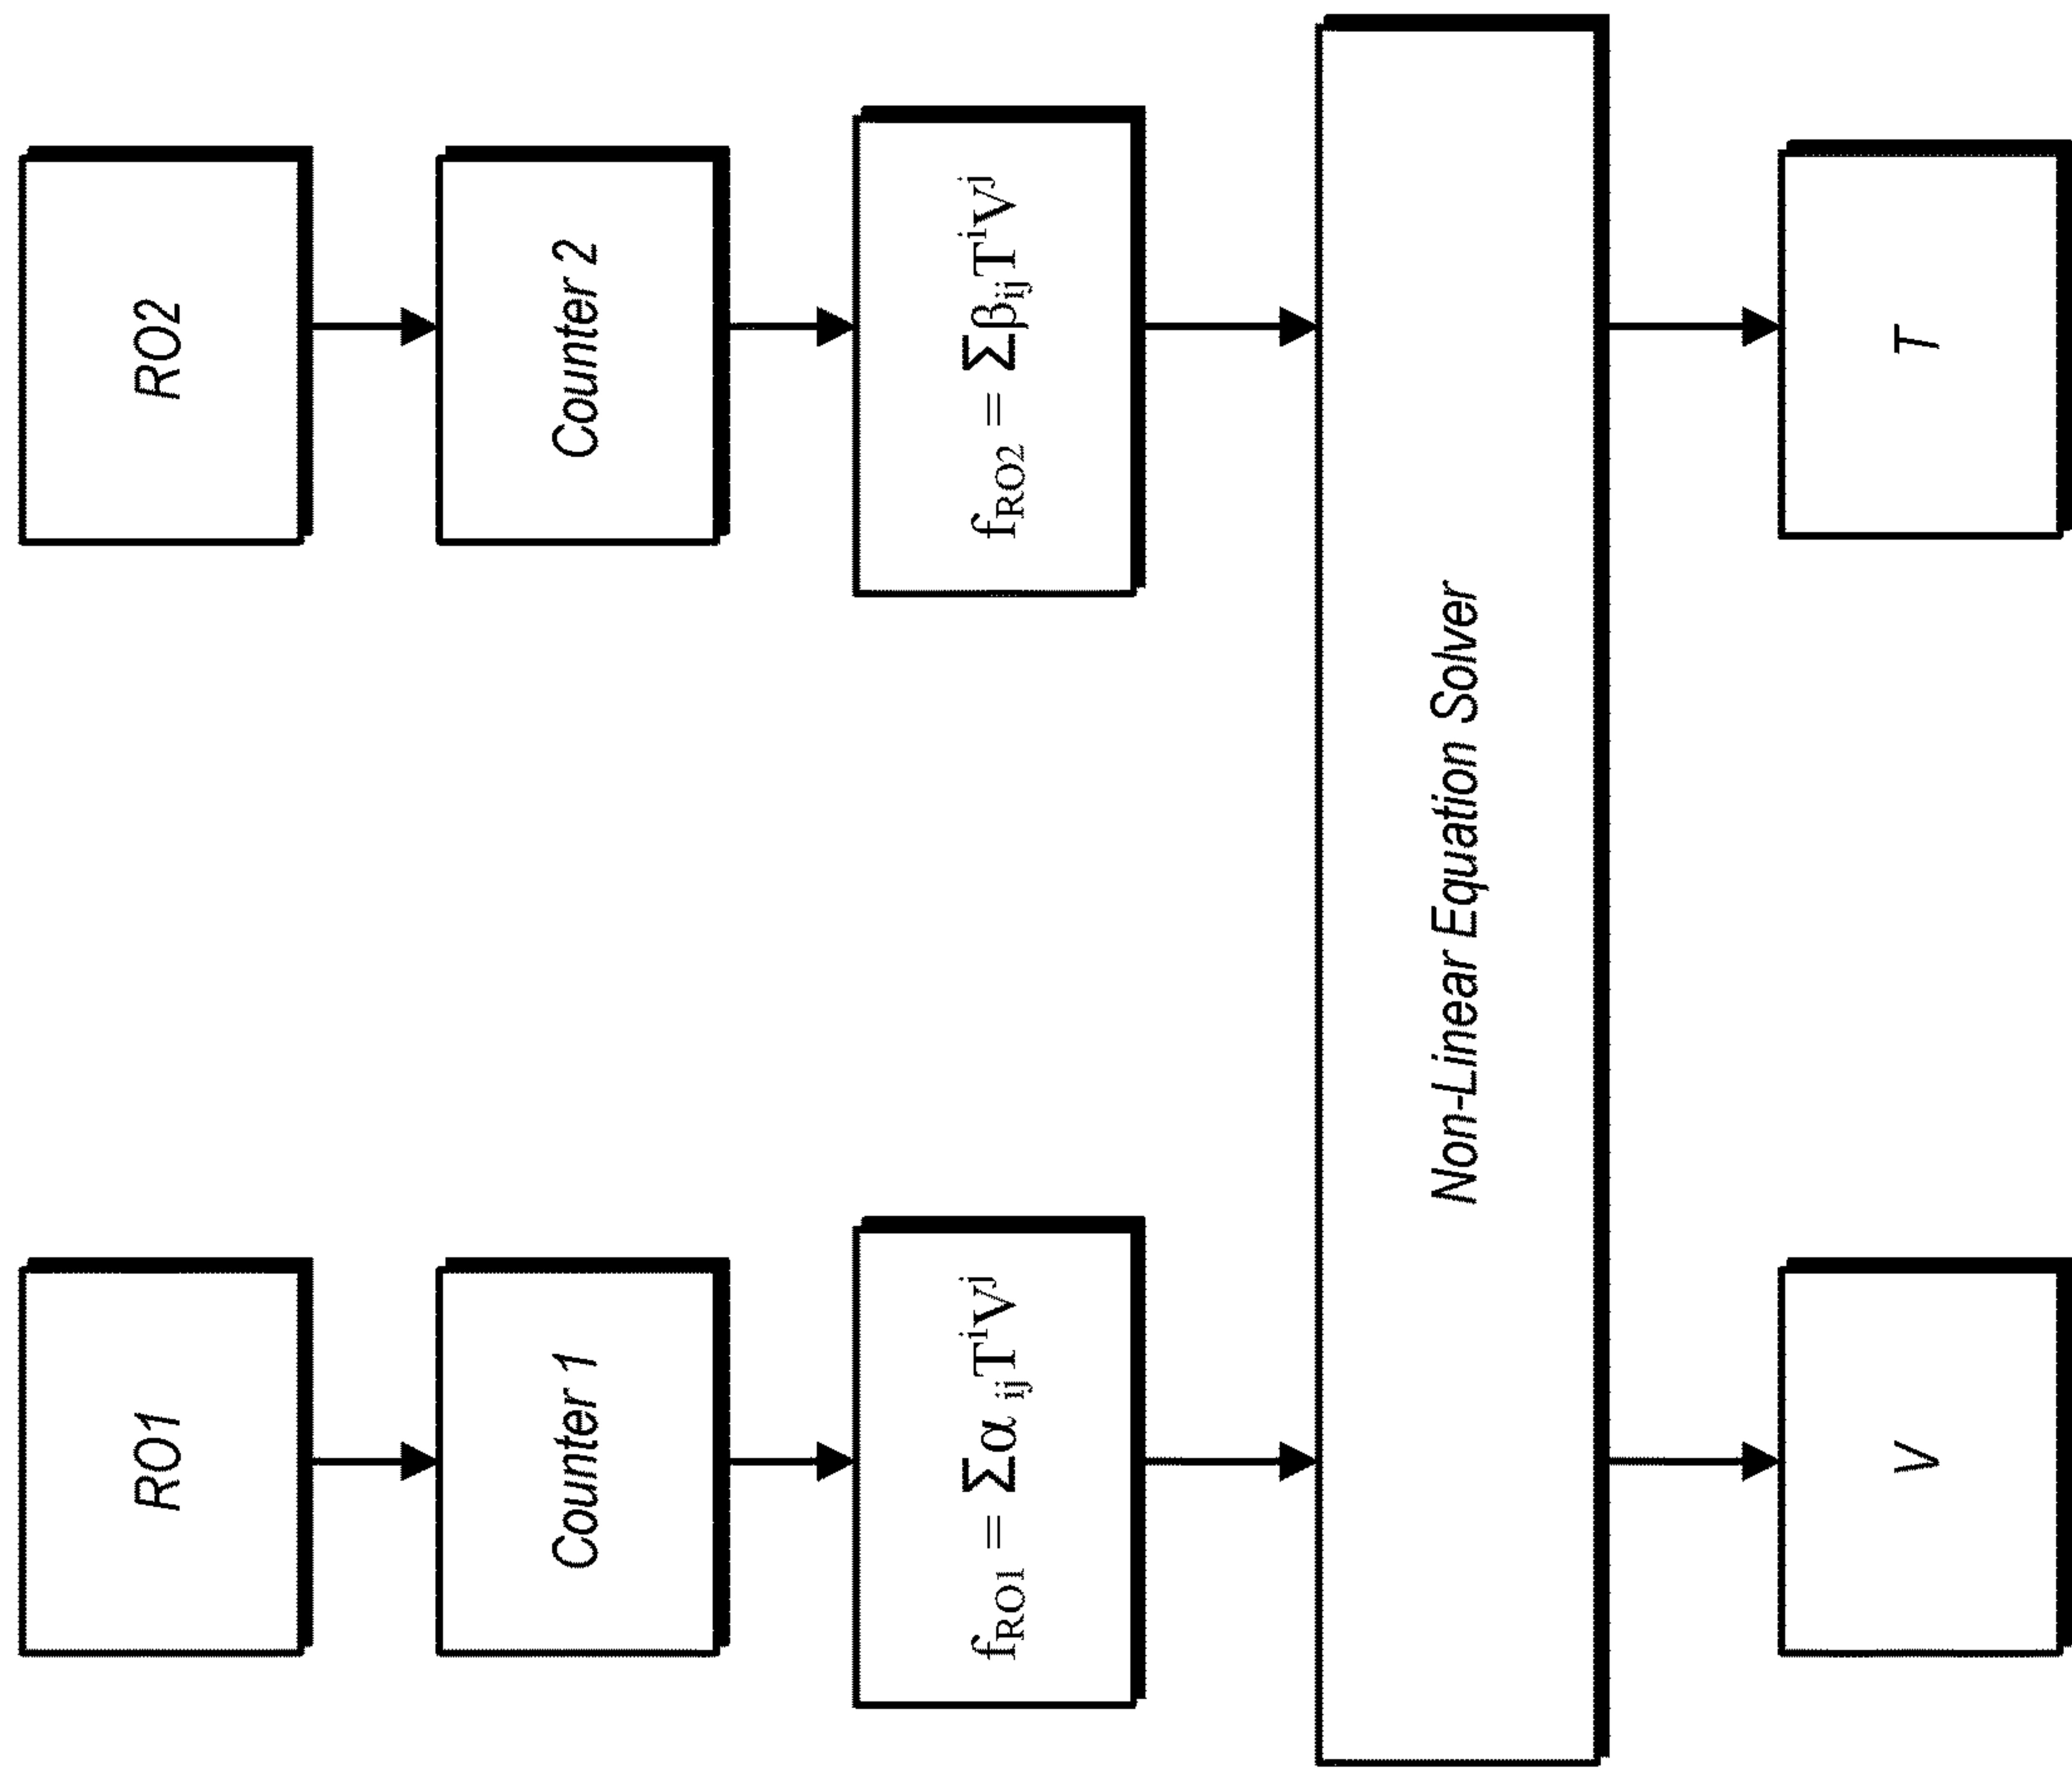 RO1
RO2
Counter 1
Counter 2
f_RO1 = Σα_ij T^i V^j
f_RO2 = Σβ_ij T^i V^j
Non-Linear Equation Solver
V
T